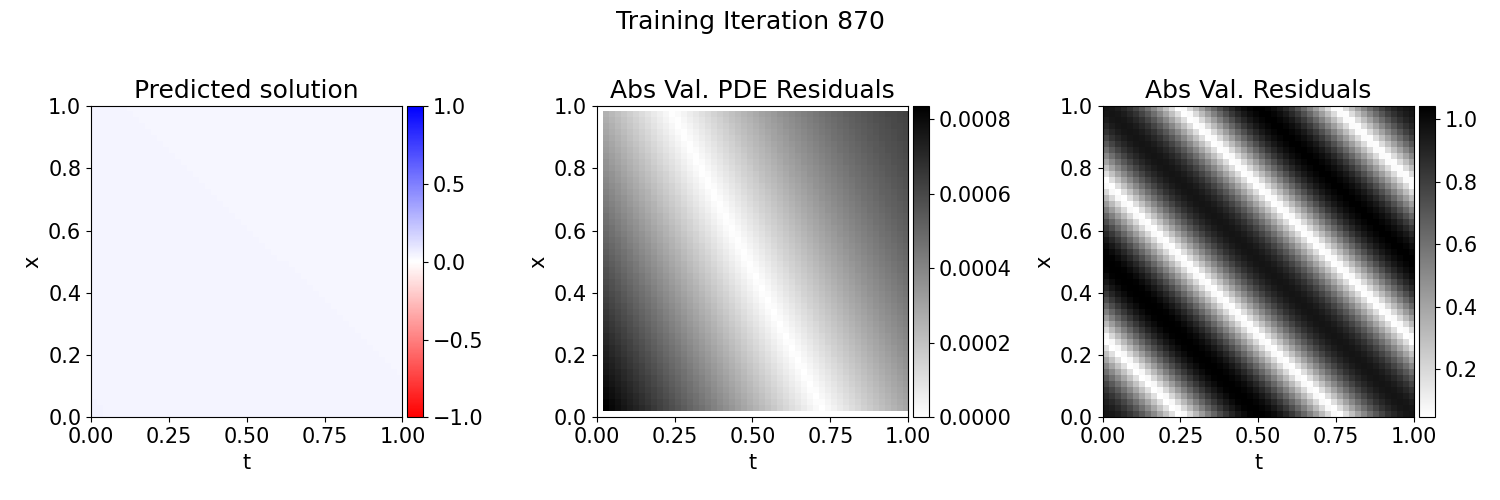 Training Iteration 870
Predicted solution
1.0
0.8
0.6
0.4
0.2
0.0
x
0.00 0.25 0.50 0.75 1.00
t
1.0
0.5
0.0
−0.5
−1.0
Abs Val. PDE Residuals
1.0
0.8
0.6
0.4
0.2
0.0
x
0.00 0.25 0.50 0.75 1.00
t
0.0008
0.0006
0.0004
0.0002
0.0000
Abs Val. Residuals
1.0
0.8
0.6
0.4
0.2
0.0
x
0.00 0.25 0.50 0.75 1.00
t
1.0
0.8
0.6
0.4
0.2